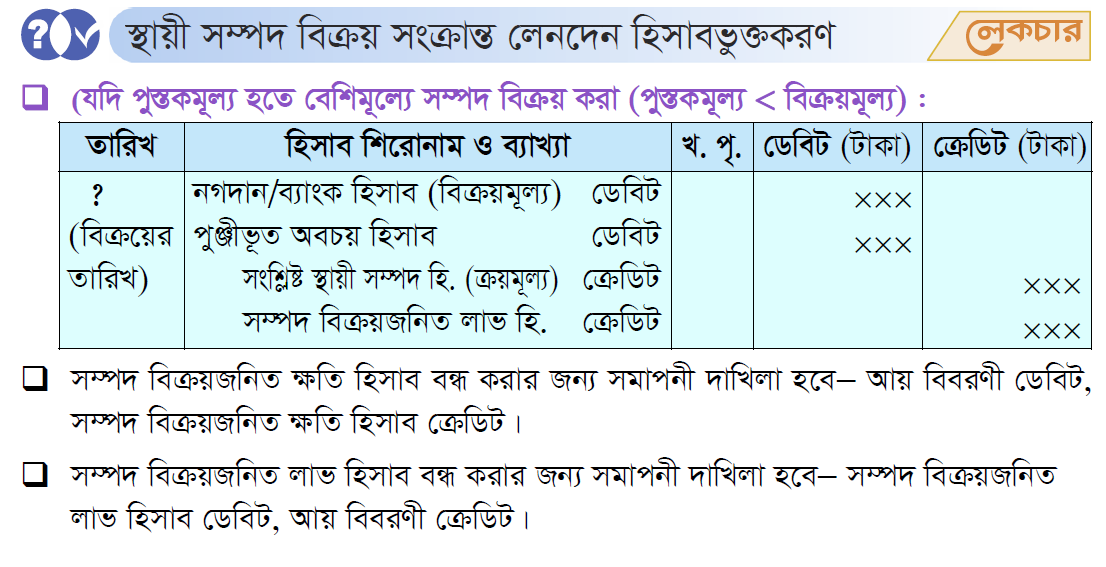 স্থায়ী সম্পদ বিক্রয় সংক্রান্ত লেনদেন হিসাবভুক্তকরণ
লেকচার
(যদি পুস্তকমূল্য হতে বেশিমূল্যে সম্পদ বিক্রয় করা (পুস্তকমূল্য < বিক্রয়মূল্য) :
তারিখ হিসাব শিরোনাম ও ব্যাখ্যা খ. পৃ. ডেবিট (টাকা) ক্রেডিট (টাকা)
? নগদান/ব্যাংক হিসাব (বিক্রয়মূল্য) ডেবিট ×××
(বিক্রয়ের পুঞ্জীভূত অবচয় হিসাব ডেবিট ×××
তারিখ) সংশ্লিষ্ট স্থায়ী সম্পদ হি. (ক্রয়মূল্য) ক্রেডিট ×××
সম্পদ বিক্রয়জনিত লাভ হি. ক্রেডিট ×××
সম্পদ বিক্রয়জনিত ক্ষতি হিসাব বন্ধ করার জন্য সমাপনী দাখিলা হবে– আয় বিবরণী ডেবিট,
সম্পদ বিক্রয়জনিত ক্ষতি হিসাব ক্রেডিট।
সম্পদ বিক্রয়জনিত লাভ হিসাব বন্ধ করার জন্য সমাপনী দাখিলা হবে– সম্পদ বিক্রয়জনিত
লাভ হিসাব ডেবিট, আয় বিবরণী ক্রেডিট।